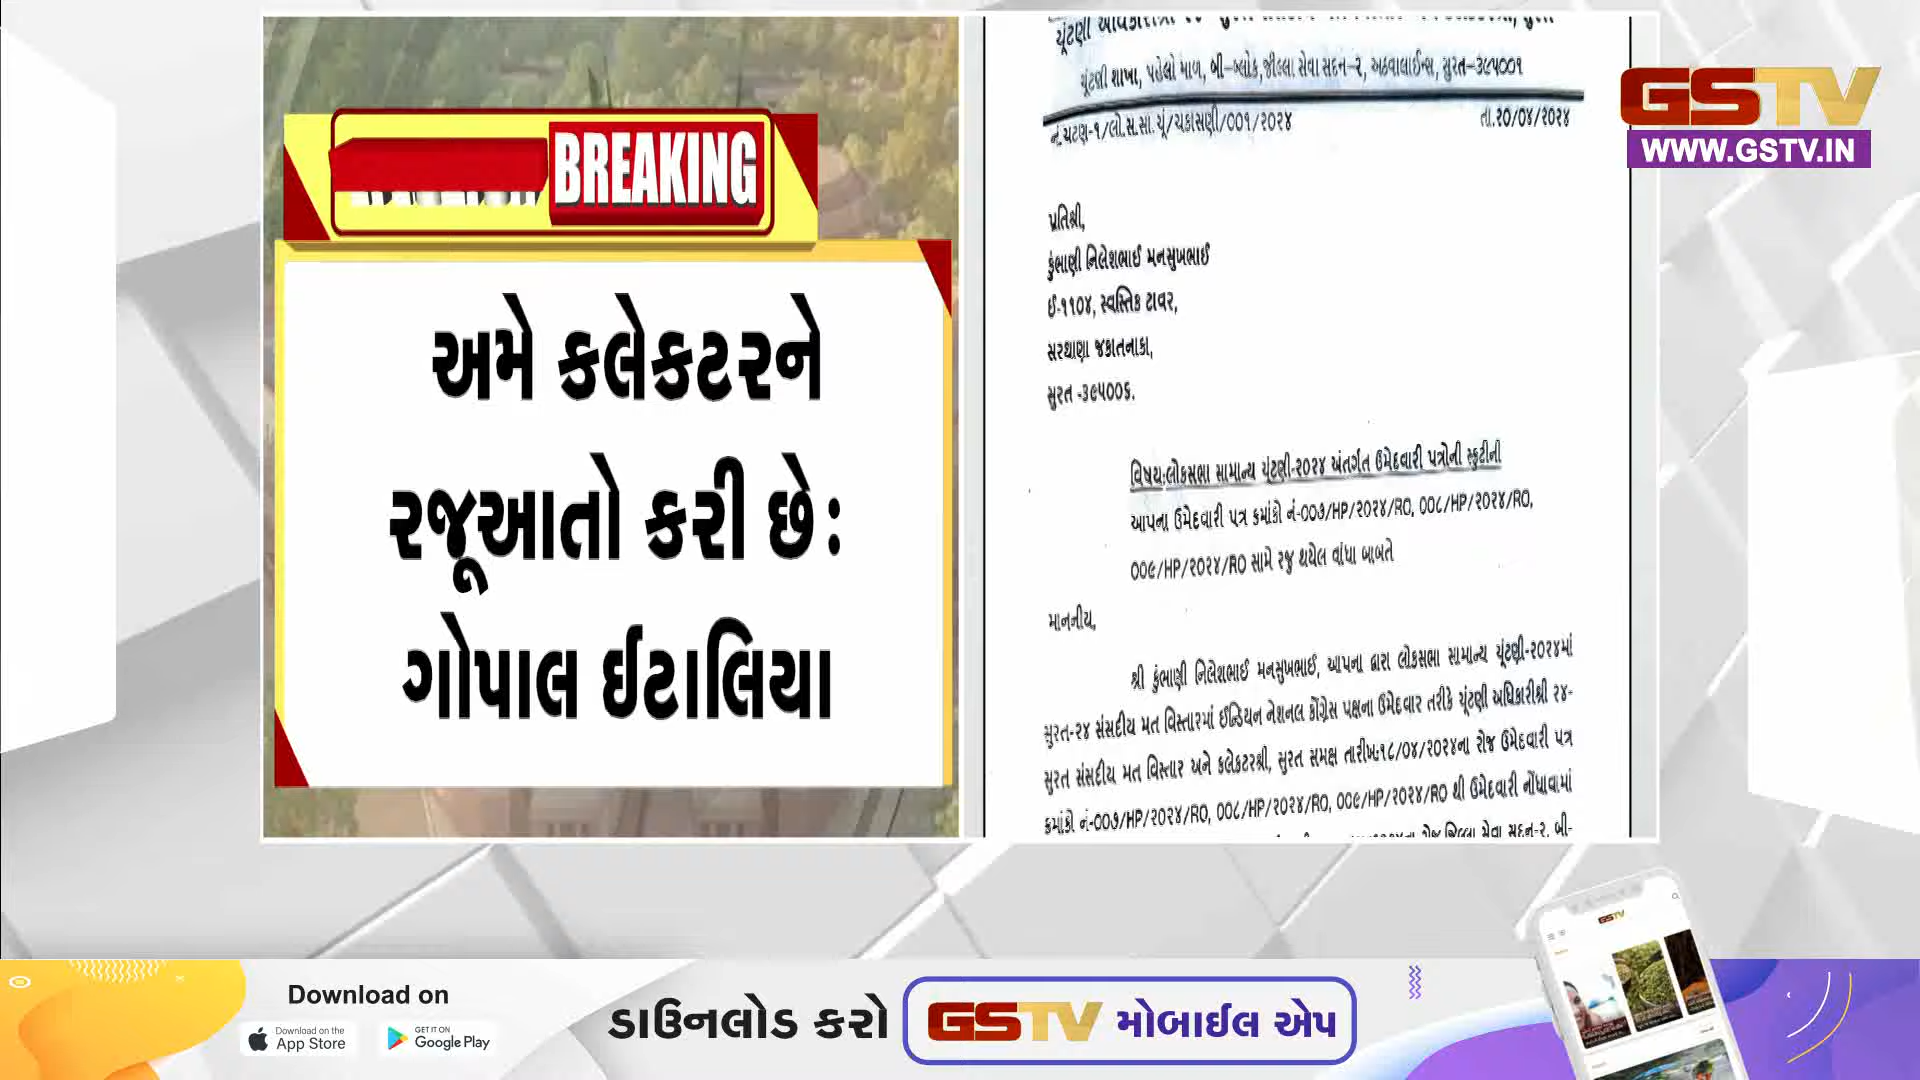 BREAKING
અમે કલેક્ટરને
રજૂઆતો કરી છેઃ
ગોપાલ ઈટાલિયા
ચૂંટણી શાખા, પહેલો માળ, બી-બ્લોક,જીલ્લા સેવા સદન-૨, અઠવાલાઈન્સ, સુરત-૩૯૫૦૦૧
નં.ચટણ-૧/લો.સ.સા.ચૂં/ચકાસણી/૦૦૧/૨૦૨૪ તા.૨૦/૦૪/૨૦૨૪
પ્રતિશ્રી,
કુંભાણી નિલેશભાઈ મનસુખભાઈ
ઈ-૧૧૦૪, સ્વસ્તિક ટાવર,
સરથાણા જકાતનાકા,
સુરત -૩૯૫૦૦૬.
વિષય:લોકસભા સામાન્ય ચૂંટણી-૨૦૨૪ અંતર્ગત ઉમેદવારી પત્રોની સ્ક્રુટીની
આપના ઉમેદવારી પત્ર ક્રમાંકો નં-૦૦૭/HP/૨૦૨૪/RO, ૦૦૮/HP/૨૦૨૪/RO,
૦૦૯/HP/૨૦૨૪/RO સામે રજુ થયેલ વાંધા બાબતે
માનનીય,
શ્રી કુંભાણી નિલેશભાઈ મનસુખભાઈ, આપના દ્વારા લોકસભા સામાન્ય ચૂંટણી-૨૦૨૪માં
સુરત-૨૪ સંસદીય મત વિસ્તારમાં ઈન્ડિયન નેશનલ કોંગ્રેસ પક્ષના ઉમેદવાર તરીકે ચૂંટણી અધિકારીશ્રી ૨૪-
સુરત સંસદીય મત વિસ્તાર અને કલેકટરશ્રી, સુરત સમક્ષ તારીખ:૧૮/૦૪/૨૦૨૪ના રોજ ઉમેદવારી પત્ર
ક્રમાંકો નં-૦૦૭/HP/૨૦૨૪/RO, ૦૦૮/HP/૨૦૨૪/RO, ૦૦૯/HP/૨૦૨૪/RO થી ઉમેદવારી નોંધાવામાં
GSTV
WWW.GSTV.IN
Download on
Download on the
App Store
GET IT ON
Google Play
ડાઉનલોડ કરો GSTV મોબાઈલ એપ
GSTV